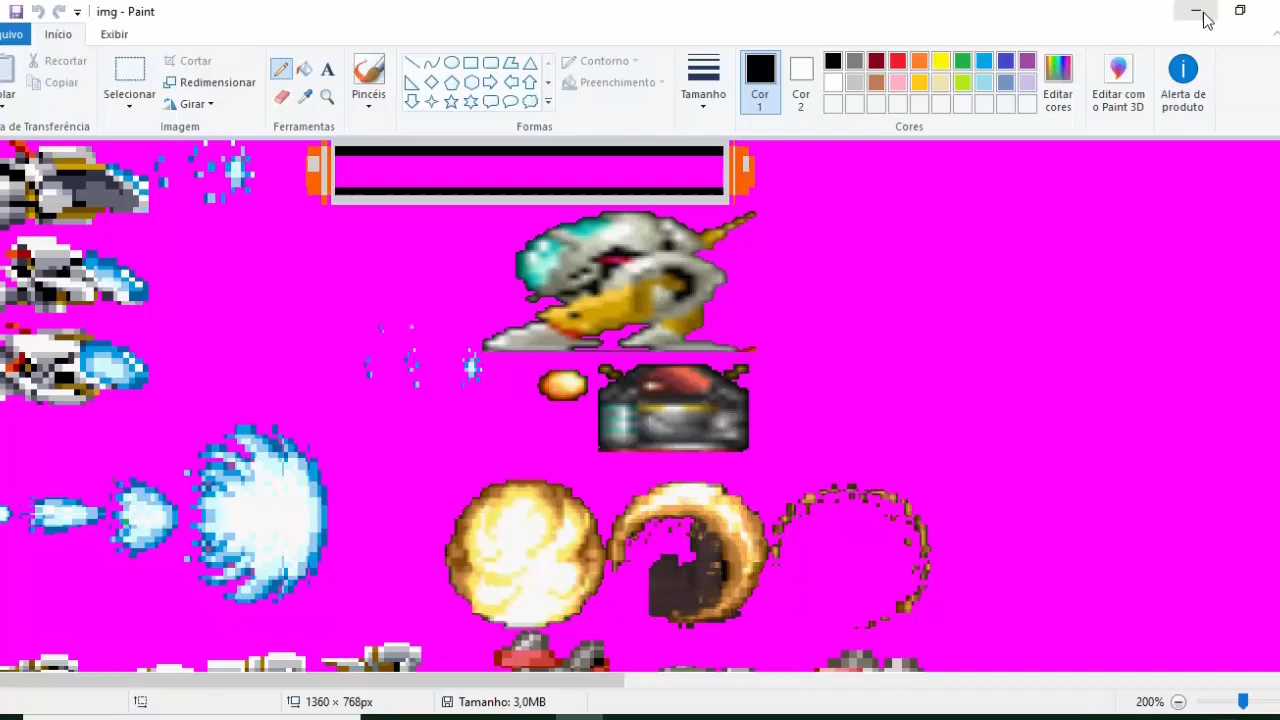 img - Paint
quivo Início Exibir
olar
Recortar
Copiar
a de Transferência
Selecionar
Cortar
Redimensionar
Girar
Imagem
A
Ferramentas
Pincéis
Contorno
Preenchimento
Formas
Tamanho
Cor
1
Cor
2
Editar
cores
Cores
Editar com
o Paint 3D
Alerta de
produto
1360 × 768px
Tamanho: 3,0MB
200%